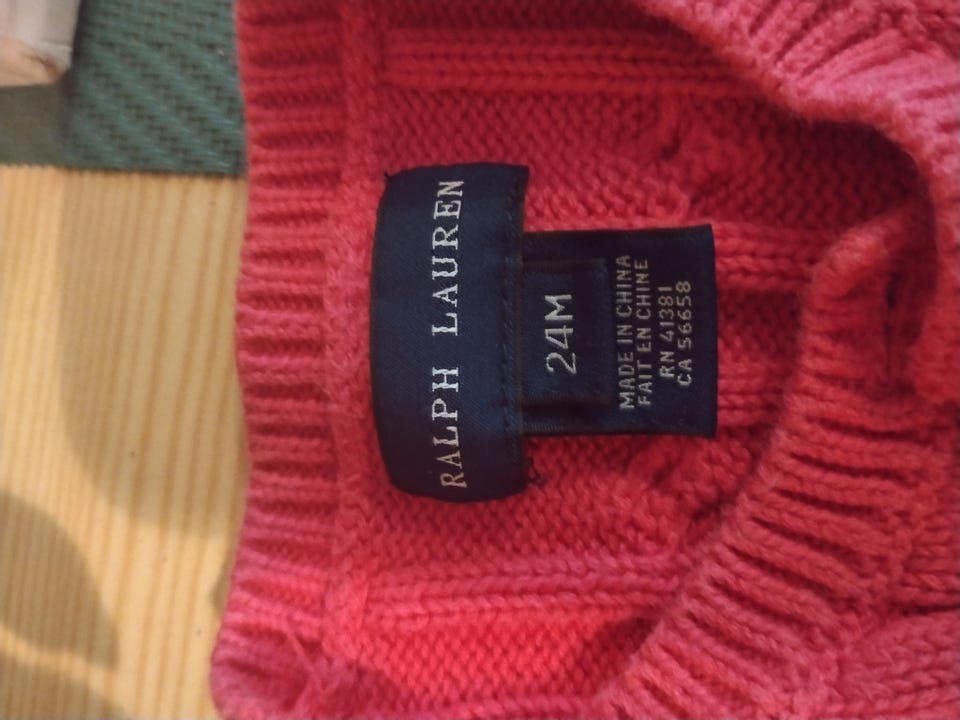 RALPH LAUREN
24M
MADE IN CHINA
FAIT EN CHINE
RN 41381
CA 56658